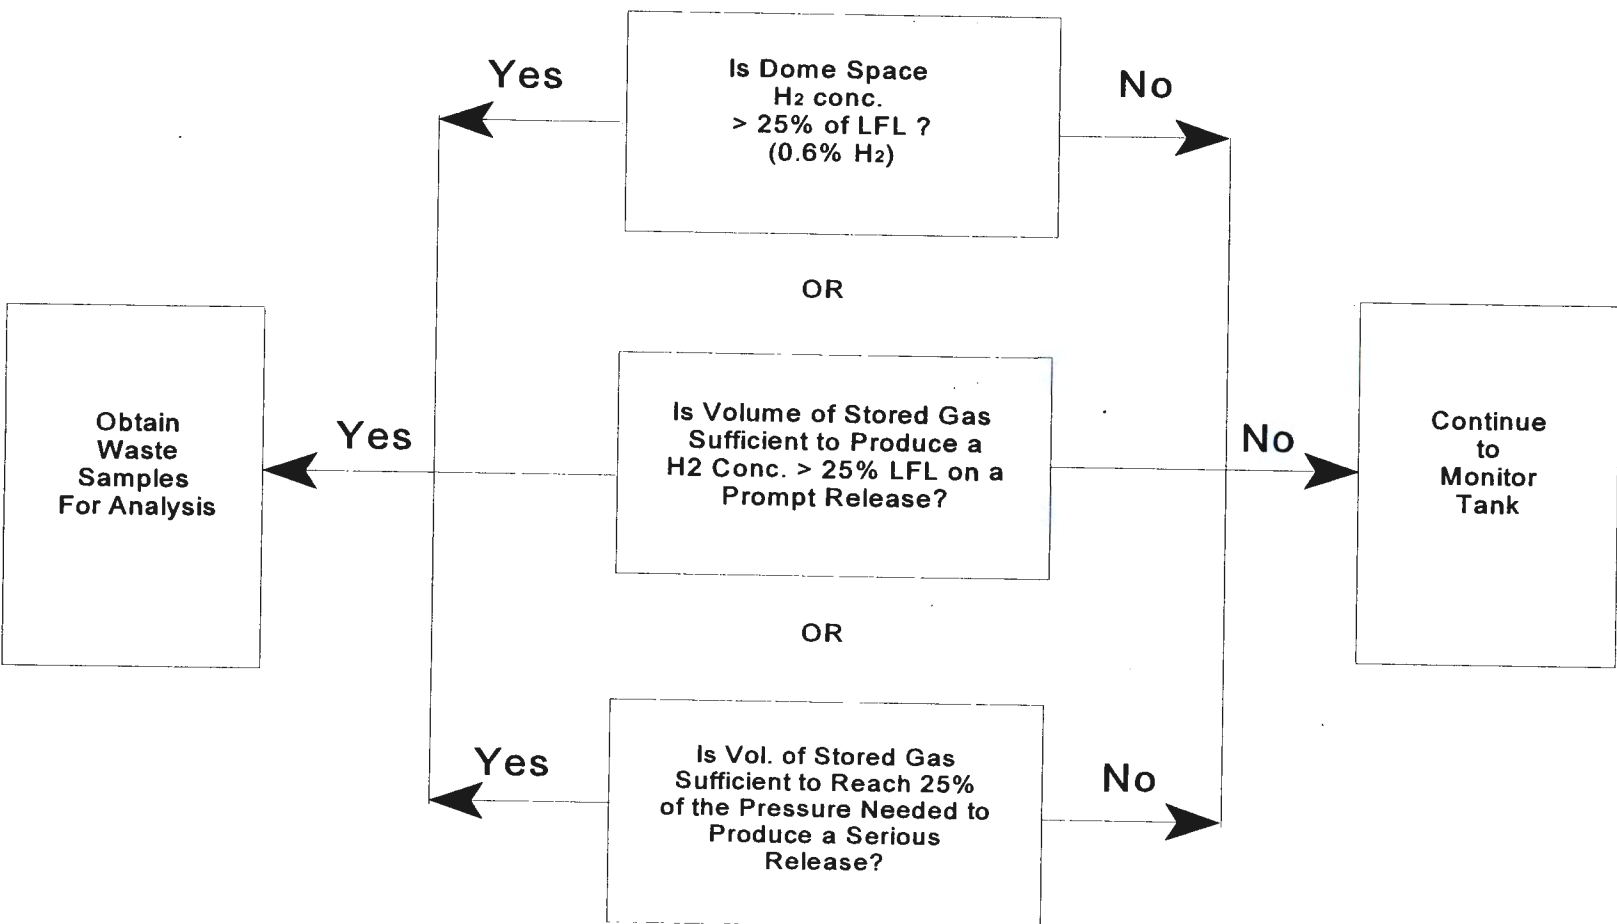 Yes
Is Dome Space
H2 conc.
> 25% of LFL ?
(0.6% H2)
No
OR
Obtain
Waste
Samples
For Analysis
Yes
Is Volume of Stored Gas
Sufficient to Produce a
H2 Conc. > 25% LFL on a
Prompt Release?
No
Continue
to
Monitor
Tank
OR
Yes
Is Vol. of Stored Gas
Sufficient to Reach 25%
of the Pressure Needed to
Produce a Serious
Release?
No